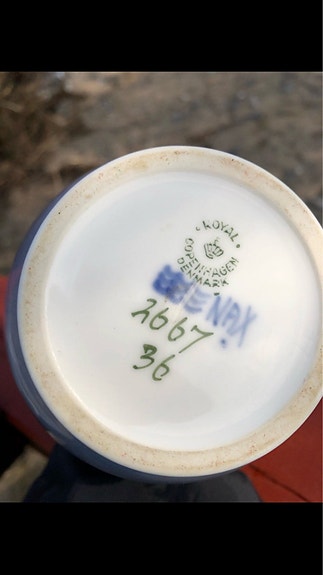 ROYAL
COPENHAGEN
DENMARK
2667
36